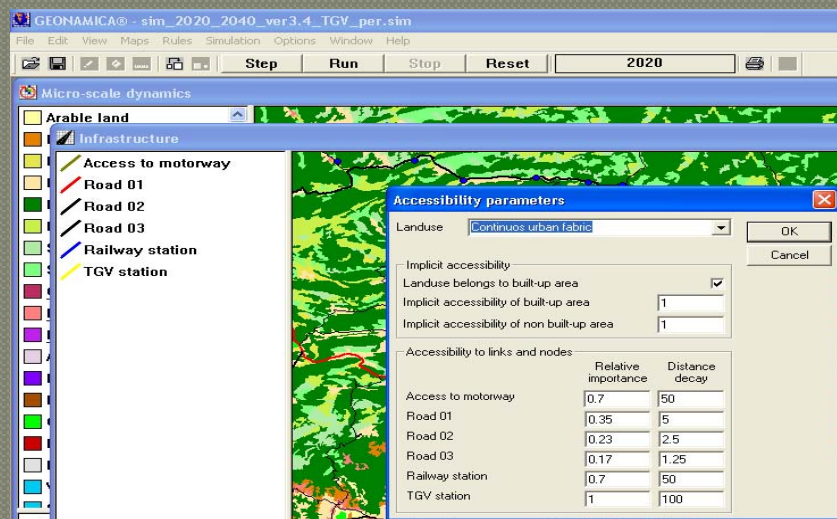 GEONAMICA® - sim_2020_2040_ver3.4_TGV_per.sim
File Edit View Maps Rules Simulation Options Window Help
Step Run Stop Reset 2020
Micro-scale dynamics
Arable land
Infrastructure
Access to motorway
Road 01
Road 02
Road 03
Railway station
TGV station
Accessibility parameters
Landuse Continuos urban fabric
OK
Cancel
Implicit accessibility
Landuse belongs to built-up area
Implicit accessibility of built-up area 1
Implicit accessibility of non built-up area 1
Accessibility to links and nodes
Relative importance Distance decay
Access to motorway 0.7 50
Road 01 0.35 5
Road 02 0.23 2.5
Road 03 0.17 1.25
Railway station 0.7 50
TGV station 1 100